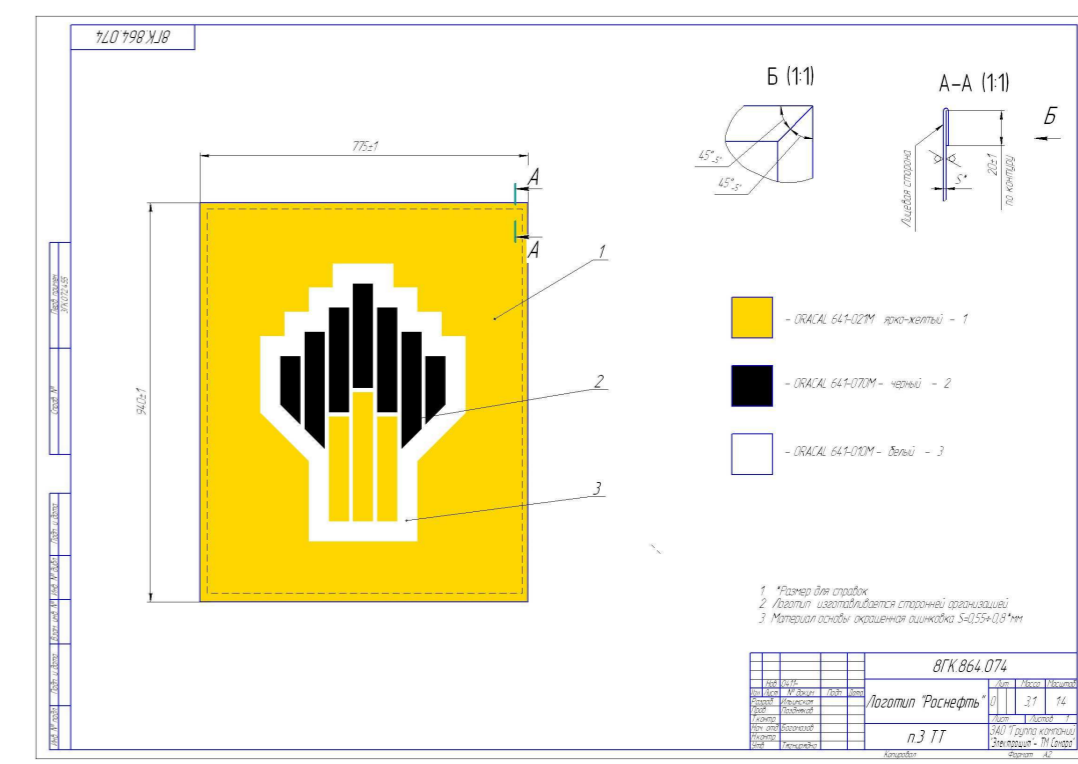 8ГК.864.074
Б (1:1)
А-А (1:1)
Б
775±1
А
А
940±1
45°-5'
45°-5'
Лицевая сторона
S*
20±1
по контуру
1
2
3
- ORACAL 641-021M ярко-желтый - 1
- ORACAL 641-070M - черный - 2
- ORACAL 641-010M - белый - 3
1. *Размер для справок
2. Логотип изготавливается сторонней организацией
3. Материал основы окрашенная оцинковка S=0,55÷0,8*мм
Перв. примен.
Справ. №
Подп. и дата
Инв. № дубл.
Взам. инв. №
Подп. и дата
Инв. № подл.
8ГК.864.074
Нов.
Изм. Лист № докум. Подп. Дата
Разраб.
Пров.
Т.контр.
Нач. отд.
Н.контр.
Утв.
Логотип "Роснефть"
Лит. Масса Масштаб
0 3,1 1:4
Лист Листов 1
п.3 ТТ
ЗАО "Группа компаний
"Электрощит"- ТМ Самара"
Копировал
Формат А2